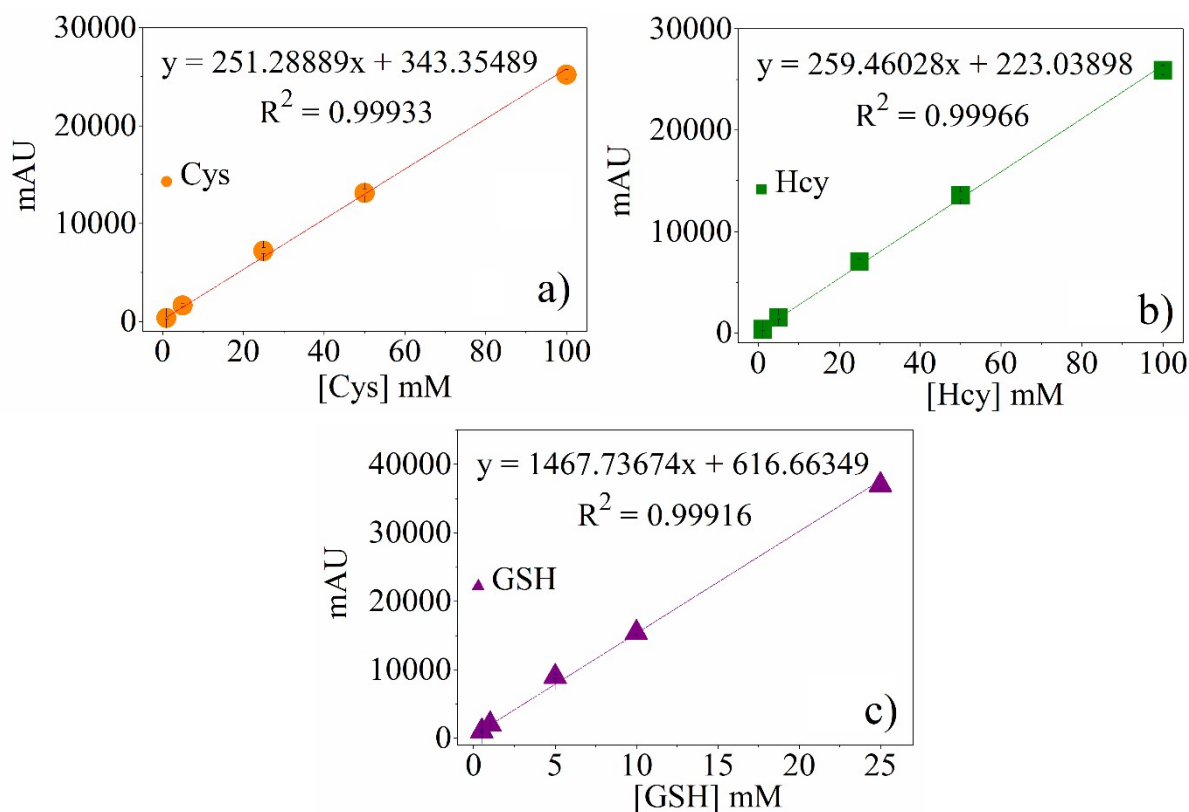 30000
y = 251.28889x + 343.35489
R² = 0.99933
20000
Cys
mAU
10000
a)
0
0 20 40 60 80 100
[Cys] mM
30000
y = 259.46028x + 223.03898
R² = 0.99966
20000
Hcy
mAU
10000
b)
0
0 20 40 60 80 100
[Hcy] mM
40000
y = 1467.73674x + 616.66349
R² = 0.99916
30000
GSH
mAU
20000
10000
c)
0
0 5 10 15 20 25
[GSH] mM